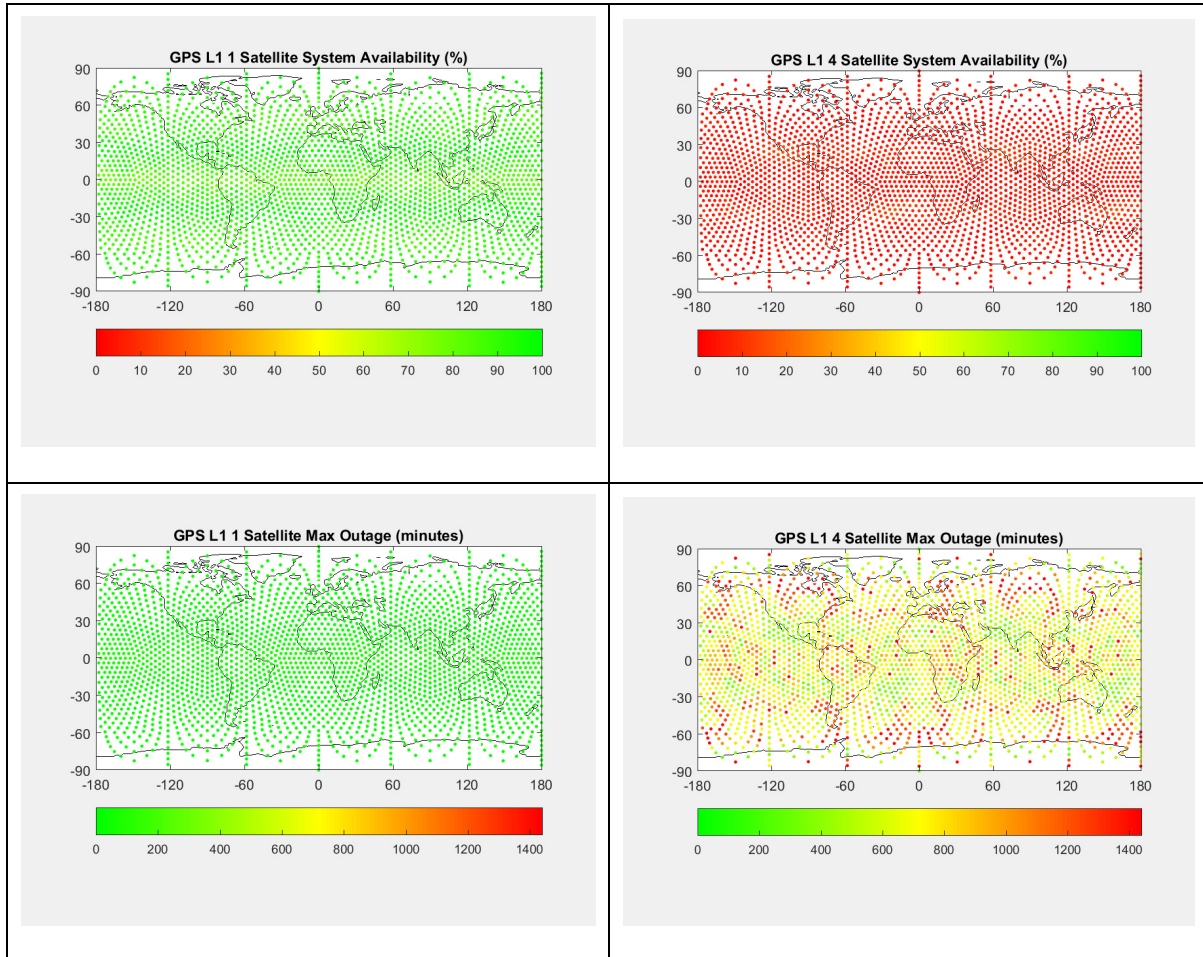 GPS L1 1 Satellite System Availability (%)
90
60
30
0
-30
-60
-90
-180 -120 -60 0 60 120 180
0 10 20 30 40 50 60 70 80 90 100
GPS L1 4 Satellite System Availability (%)
90
60
30
0
-30
-60
-90
-180 -120 -60 0 60 120 180
0 10 20 30 40 50 60 70 80 90 100
GPS L1 1 Satellite Max Outage (minutes)
90
60
30
0
-30
-60
-90
-180 -120 -60 0 60 120 180
0 200 400 600 800 1000 1200 1400
GPS L1 4 Satellite Max Outage (minutes)
90
60
30
0
-30
-60
-90
-180 -120 -60 0 60 120 180
0 200 400 600 800 1000 1200 1400